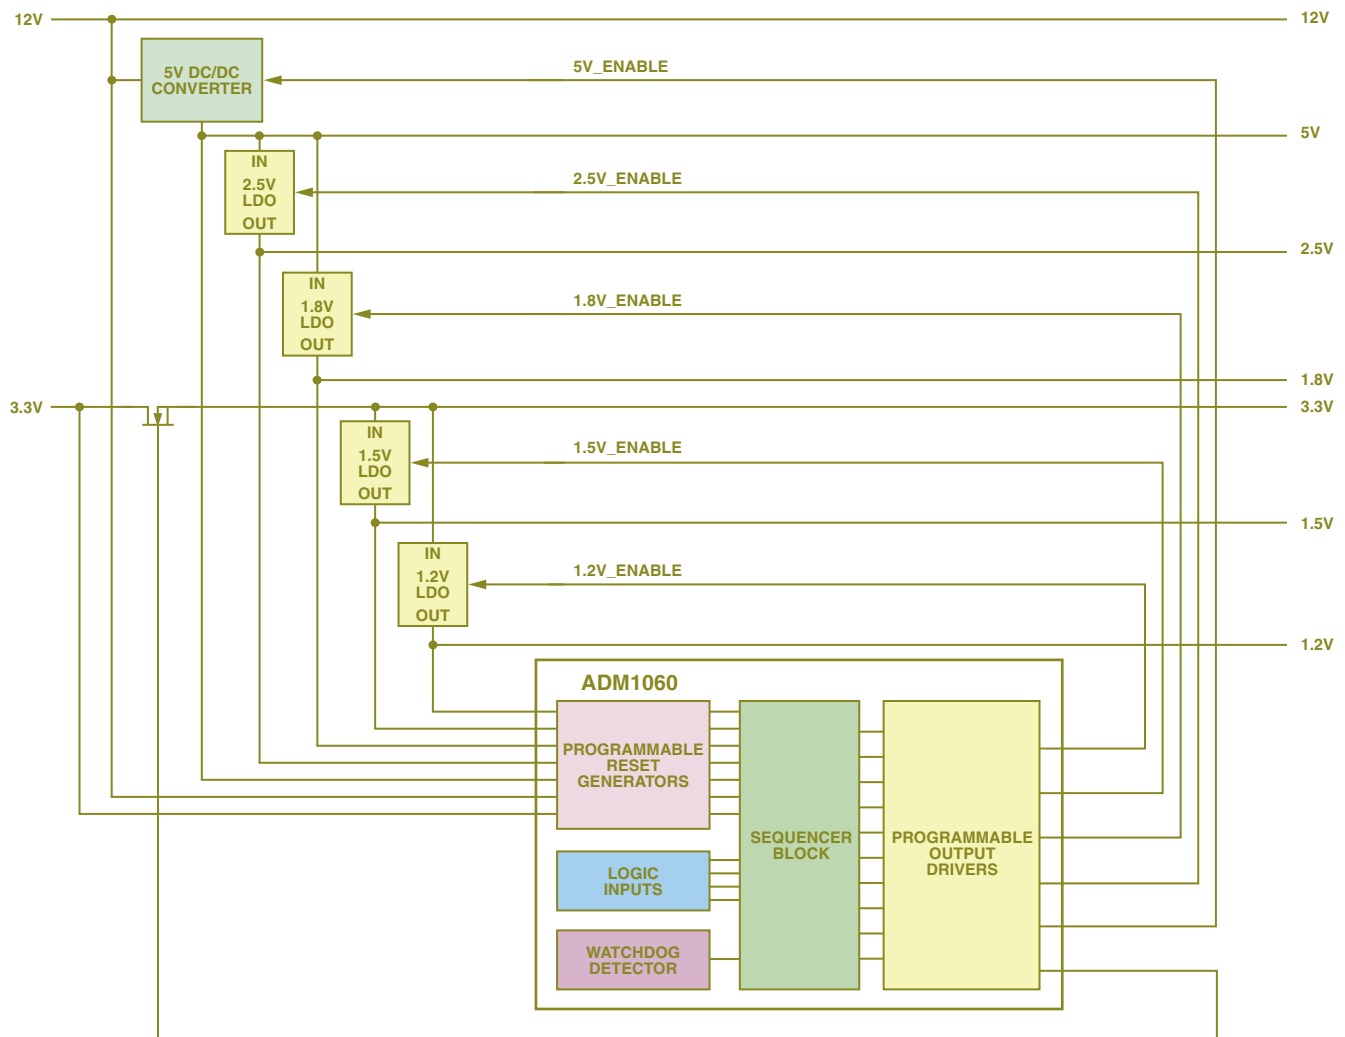 12V
12V
5V DC/DC
CONVERTER
5V_ENABLE
5V
IN
2.5V
LDO
OUT
2.5V_ENABLE
2.5V
IN
1.8V
LDO
OUT
1.8V_ENABLE
1.8V
3.3V
3.3V
IN
1.5V
LDO
OUT
1.5V_ENABLE
1.5V
IN
1.2V
LDO
OUT
1.2V_ENABLE
1.2V
ADM1060
PROGRAMMABLE
RESET
GENERATORS
SEQUENCER
BLOCK
PROGRAMMABLE
OUTPUT
DRIVERS
LOGIC
INPUTS
WATCHDOG
DETECTOR